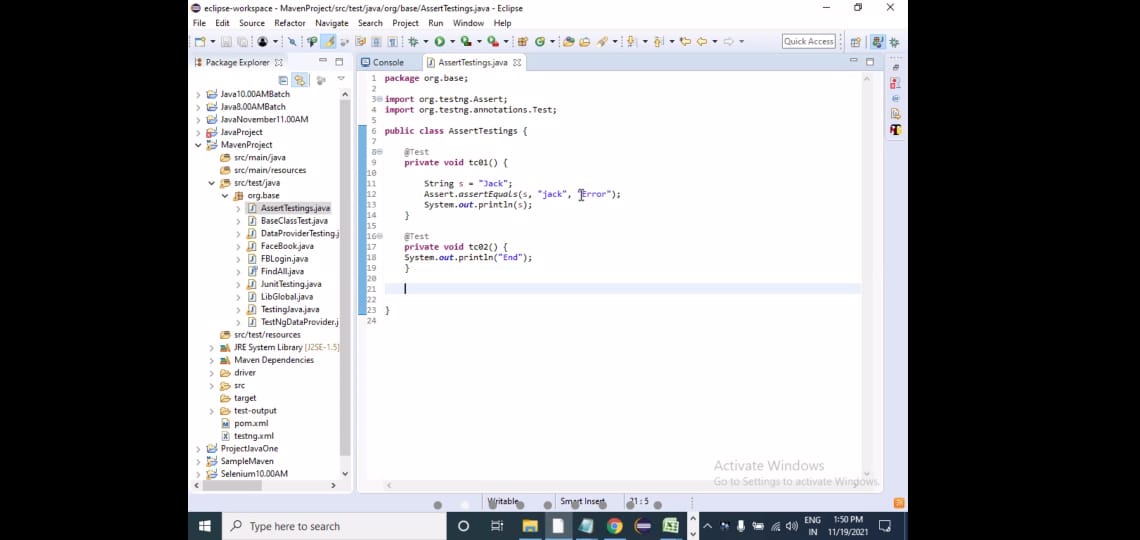 eclipse-workspace - MavenProject/src/test/java/org/base/AssertTestings.java - Eclipse
File Edit Source Refactor Navigate Search Project Run Window Help
Quick Access
Package Explorer
Java10.00AMBatch
Java8.00AMBatch
JavaNovember11.00AM
JavaProject
MavenProject
src/main/java
src/main/resources
src/test/java
org.base
AssertTestings.java
BaseClassTest.java
DataProviderTesting.j
FaceBook.java
FBLogin.java
FindAll.java
JunitTesting.java
LibGlobal.java
TestingJava.java
TestNgDataProvider.j
src/test/resources
JRE System Library [J2SE-1.5]
Maven Dependencies
driver
src
target
test-output
pom.xml
testng.xml
ProjectJavaOne
SampleMaven
Selenium10.00AM
Console AssertTestings.java
1 package org.base;
2
3 import org.testng.Assert;
4 import org.testng.annotations.Test;
5
6 public class AssertTestings {
7
8 @Test
9 private void tc01() {
10
11 String s = "Jack";
12 Assert.assertEquals(s, "jack", "Error");
13 System.out.println(s);
14 }
15
16 @Test
17 private void tc02() {
18 System.out.println("End");
19 }
20
21
22
23 }
24
Activate Windows
Go to Settings to activate Windows.
Writable Smart Insert 21 : 5
Type here to search
ENG
IN
1:50 PM
11/19/2021